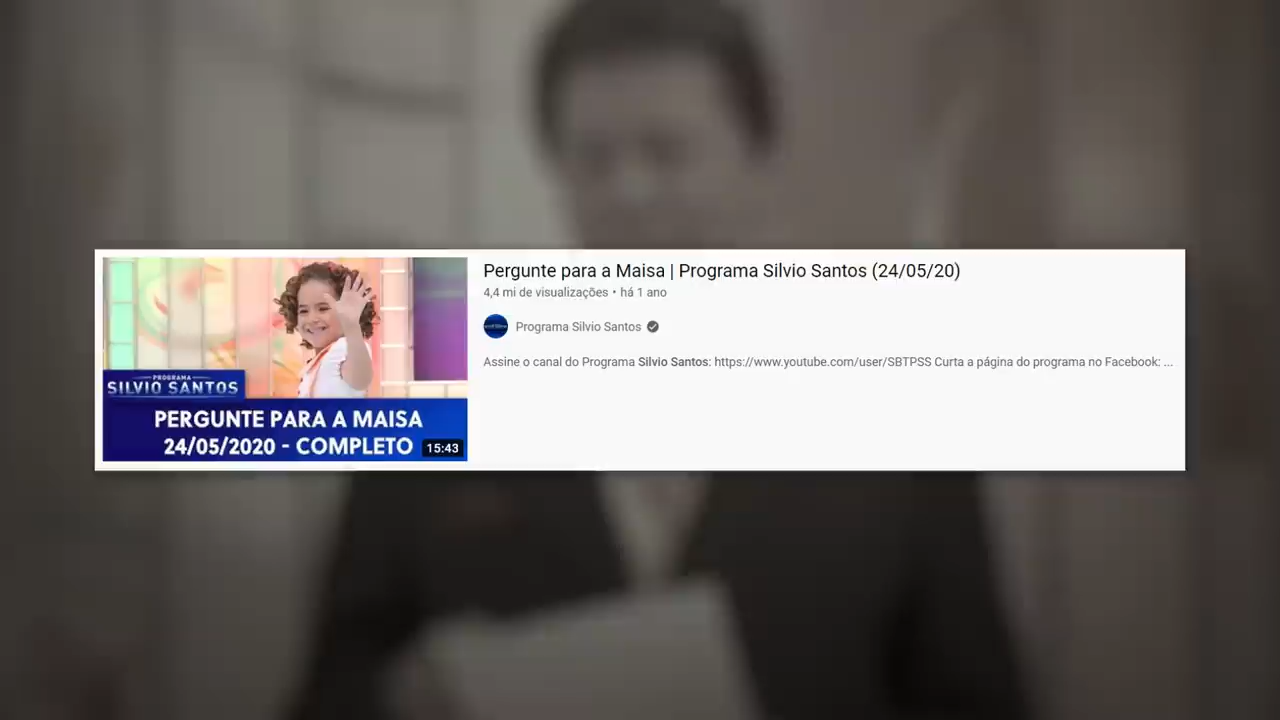 Pergunte para a Maisa | Programa Silvio Santos (24/05/20)
4,4 mi de visualizações • há 1 ano
Programa Silvio Santos
Assine o canal do Programa Silvio Santos: https://www.youtube.com/user/SBTPSS Curta a página do programa no Facebook: ...
PROGRAMA
SILVIO SANTOS
PERGUNTE PARA A MAISA
24/05/2020 - COMPLETO
15:43